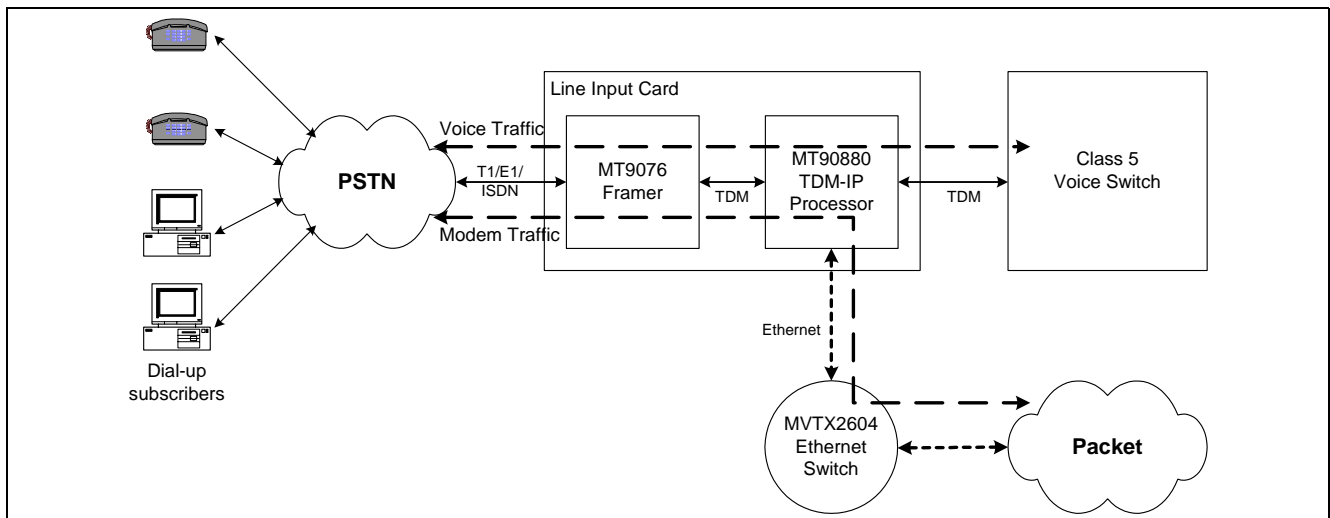 Line Input Card
Voice Traffic
PSTN
T1/E1/
ISDN
MT9076
Framer
TDM
MT90880
TDM-IP
Processor
TDM
Class 5
Voice Switch
Modem Traffic
Ethernet
Dial-up
subscribers
MVTX2604
Ethernet
Switch
Packet